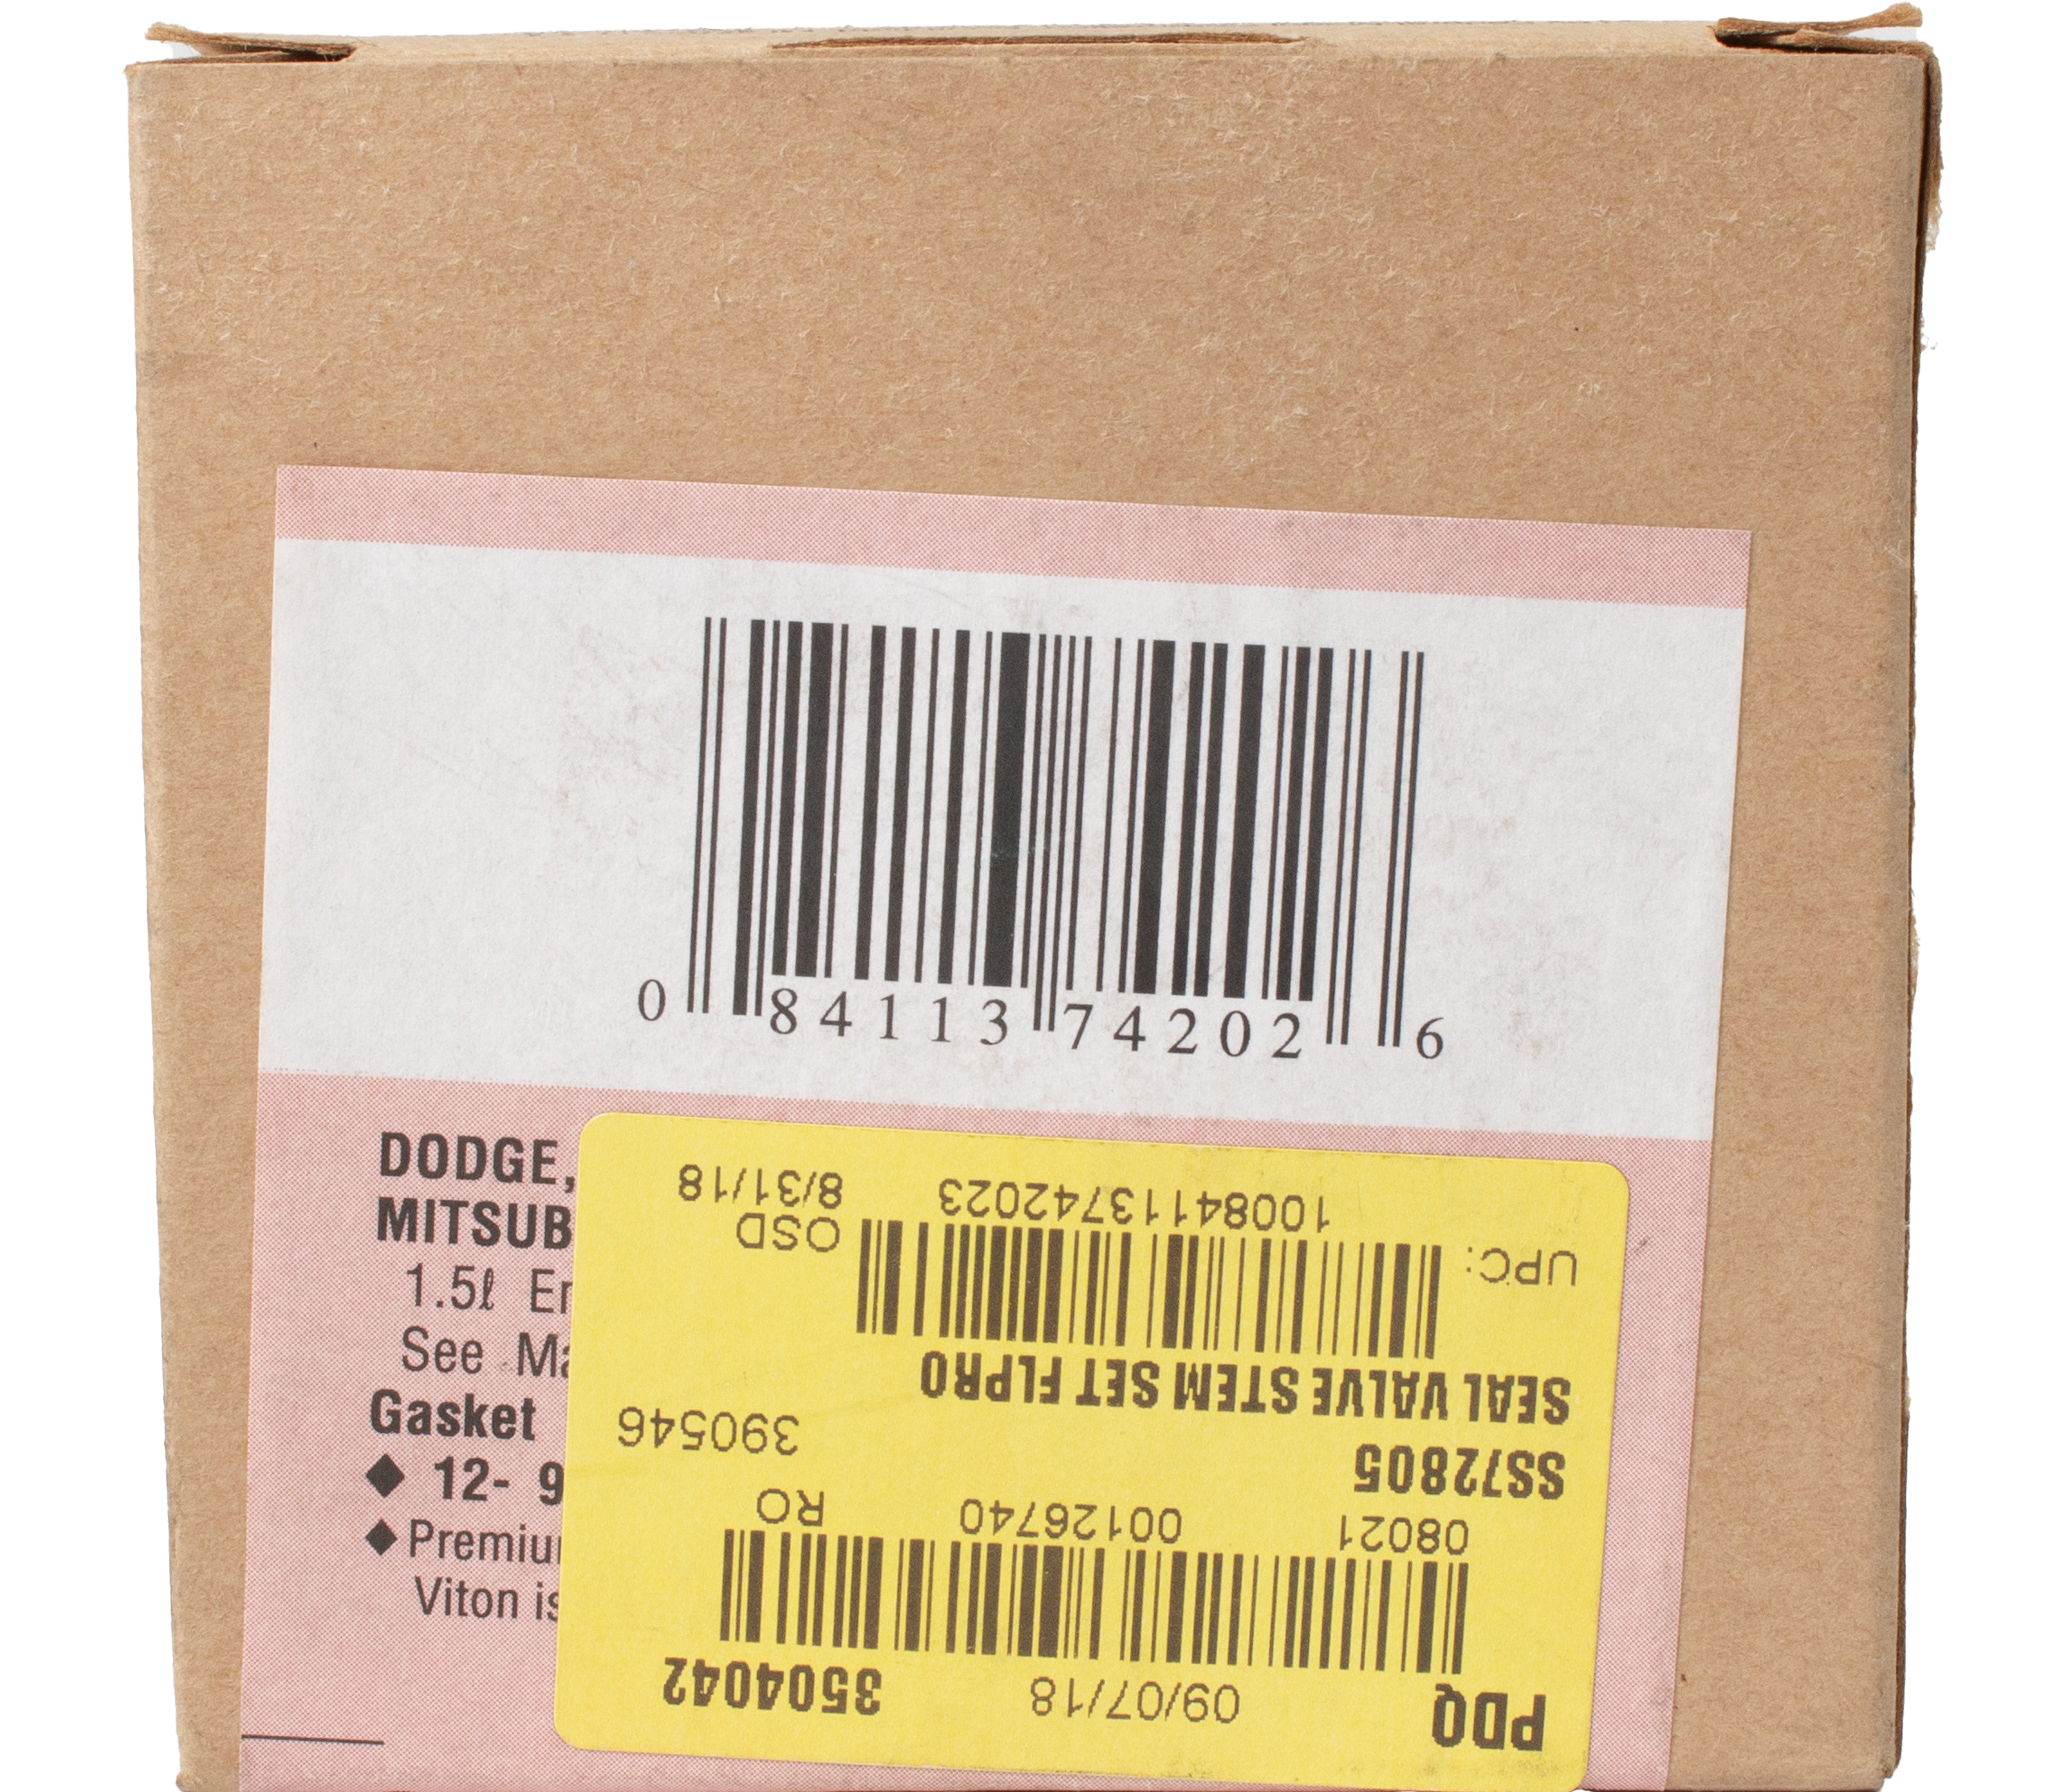 0 84113 74202 6
DODGE,
MITSUB
1.5ℓ En
See Ma
Gasket
◆ 12- 9
◆ Premiu
Viton is
PDQ 09/07/18 3504042
08021 00126740 RO
SS72805 390546
SEAL VALVE STEM SET FLPRO
UPC: 10084113742023 OSD
8/31/18